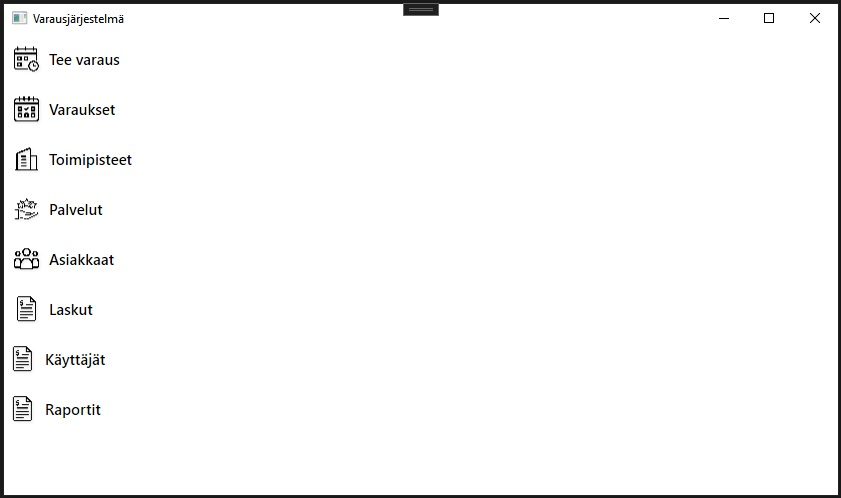 Varausjärjestelmä
Tee varaus
Varaukset
Toimipisteet
Palvelut
Asiakkaat
Laskut
Käyttäjät
Raportit